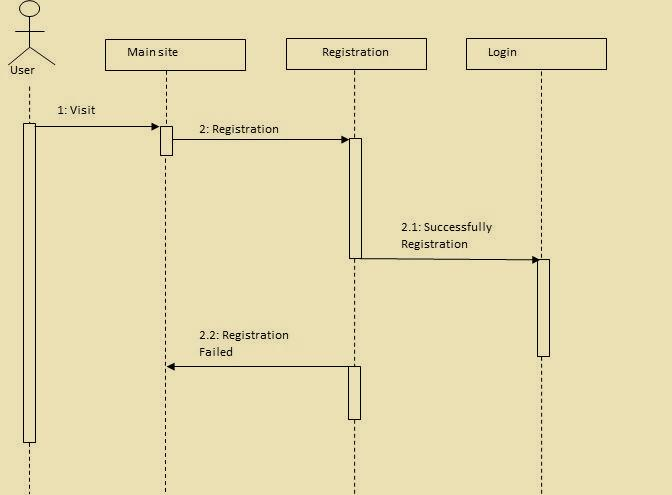 User
Main site
Registration
Login
1: Visit
2: Registration
2.1: Successfully
Registration
2.2: Registration
Failed